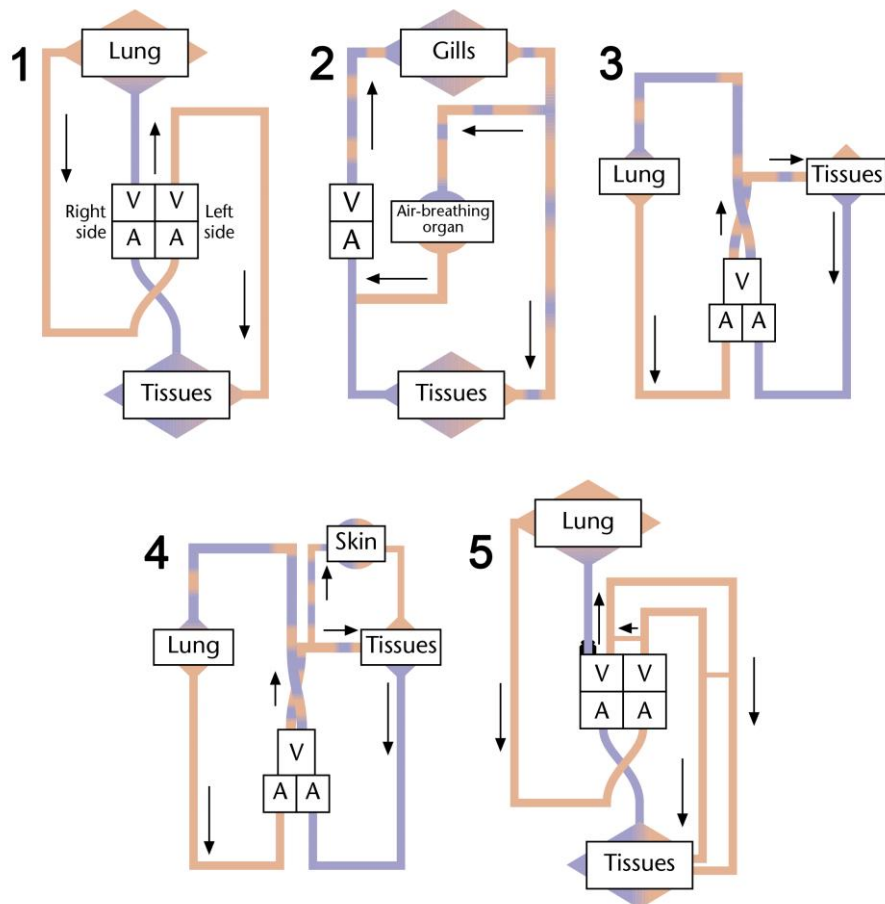 1
Lung
V V
Right side
Left side
A A
Tissues
2
Gills
V
A
Air-breathing
organ
Tissues
3
Lung
Tissues
V
A A
4
Skin
Lung
Tissues
V
A A
5
Lung
V V
A A
Tissues